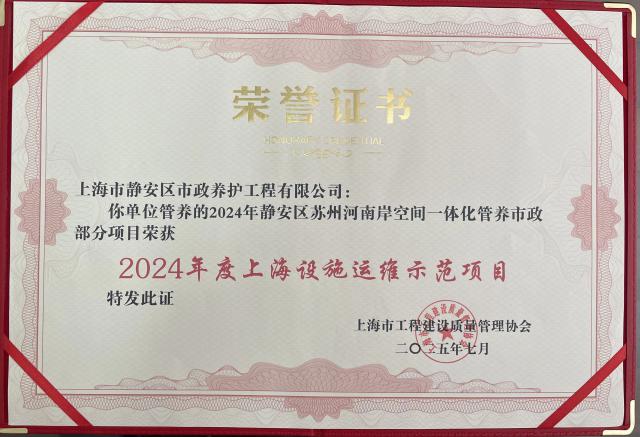 荣誉证书
HONORARY CREDENTIAL
上海市静安区市政养护工程有限公司：
你单位管养的2024年静安区苏州河南岸空间一体化管养市政
部分项目荣获
2024年度上海设施运维示范项目
特发此证
上海市工程建设质量管理协会
二〇二五年七月